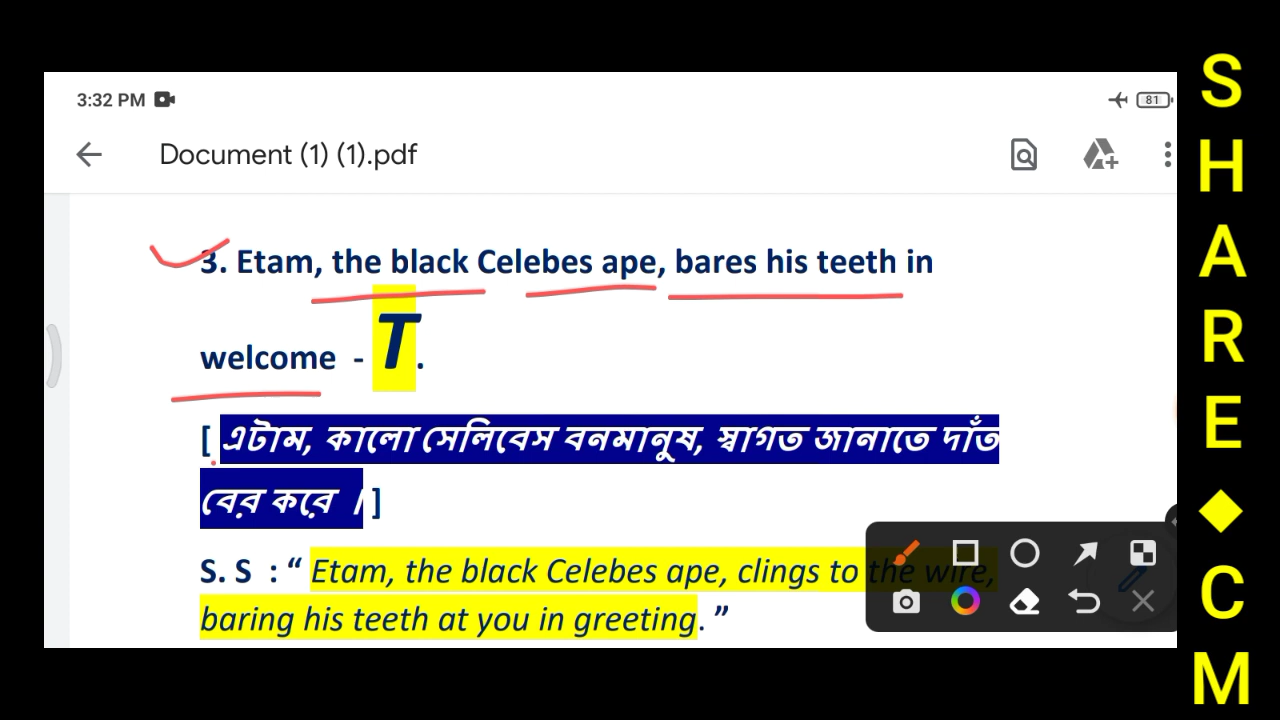 3:32 PM
81
Document (1) (1).pdf
3. Etam, the black Celebes ape, bares his teeth in
welcome - T.
[ এটাম, কালো সেলিবেস বনমানুষ, স্বাগত জানাতে দাঁত
বের করে । ]
S. S : “ Etam, the black Celebes ape, clings to the wire,
baring his teeth at you in greeting. ”
SHARE◆CM